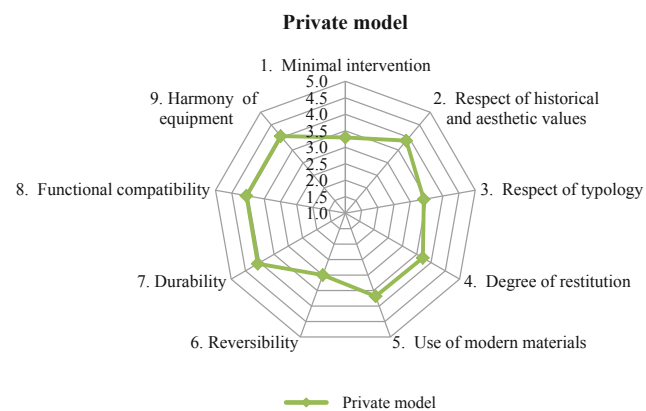 Private model
1. Minimal intervention
5.0
4.5
4.0
3.5
3.0
2.5
2.0
1.5
1.0
2. Respect of historical
and aesthetic values
3. Respect of typology
4. Degree of restitution
5. Use of modern materials
6. Reversibility
7. Durability
8. Functional compatibility
9. Harmony of
equipment
Private model